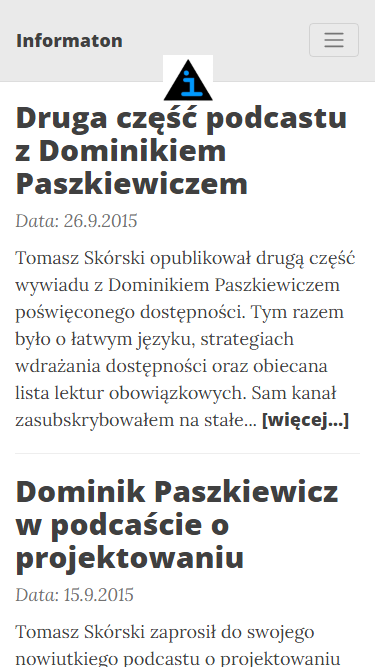 Informaton
i
Druga część podcastu
z Dominikiem
Paszkiewiczem
Data: 26.9.2015
Tomasz Skórski opublikował drugą część
wywiadu z Dominikiem Paszkiewiczem
poświęconego dostępności. Tym razem
było o łatwym języku, strategiach
wdrażania dostępności oraz obiecana
lista lektur obowiązkowych. Sam kanał
zasubskrybowałem na stałe... [więcej...]
Dominik Paszkiewicz
w podcaście o
projektowaniu
Data: 15.9.2015
Tomasz Skórski zaprosił do swojego
nowiutkiego podcastu o projektowaniu